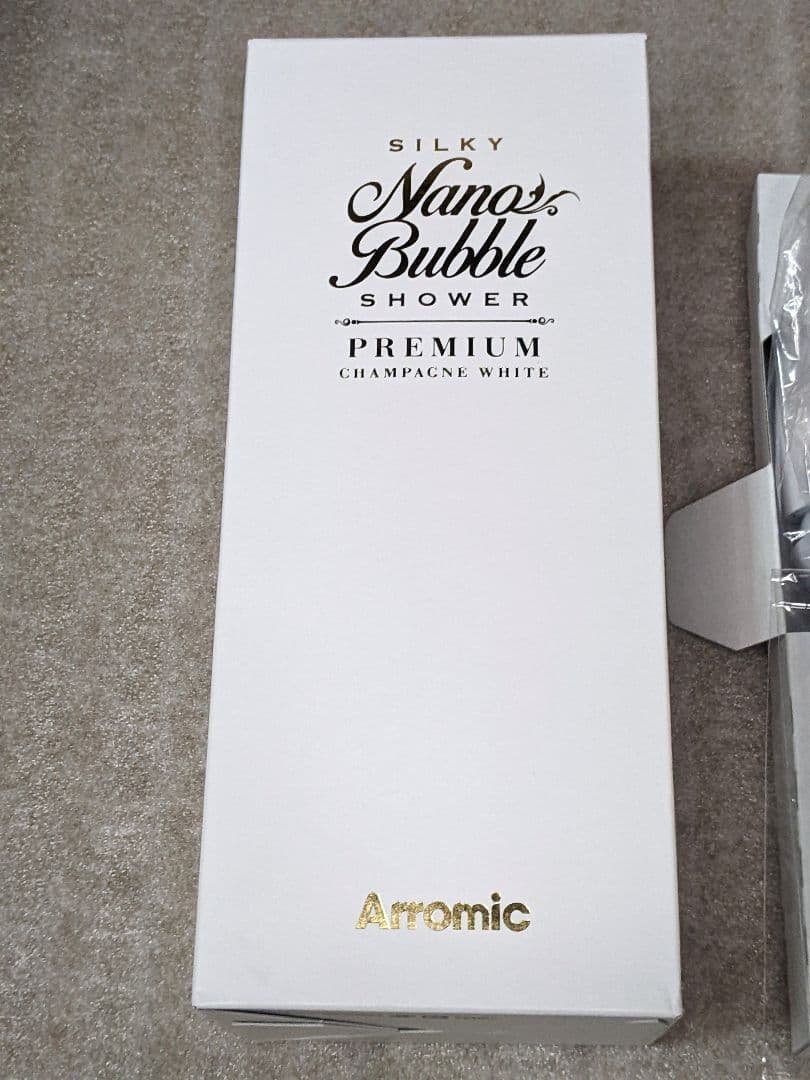 SILKY
Nano
Bubble
SHOWER
PREMIUM
CHAMPAGNE WHITE
Arromic